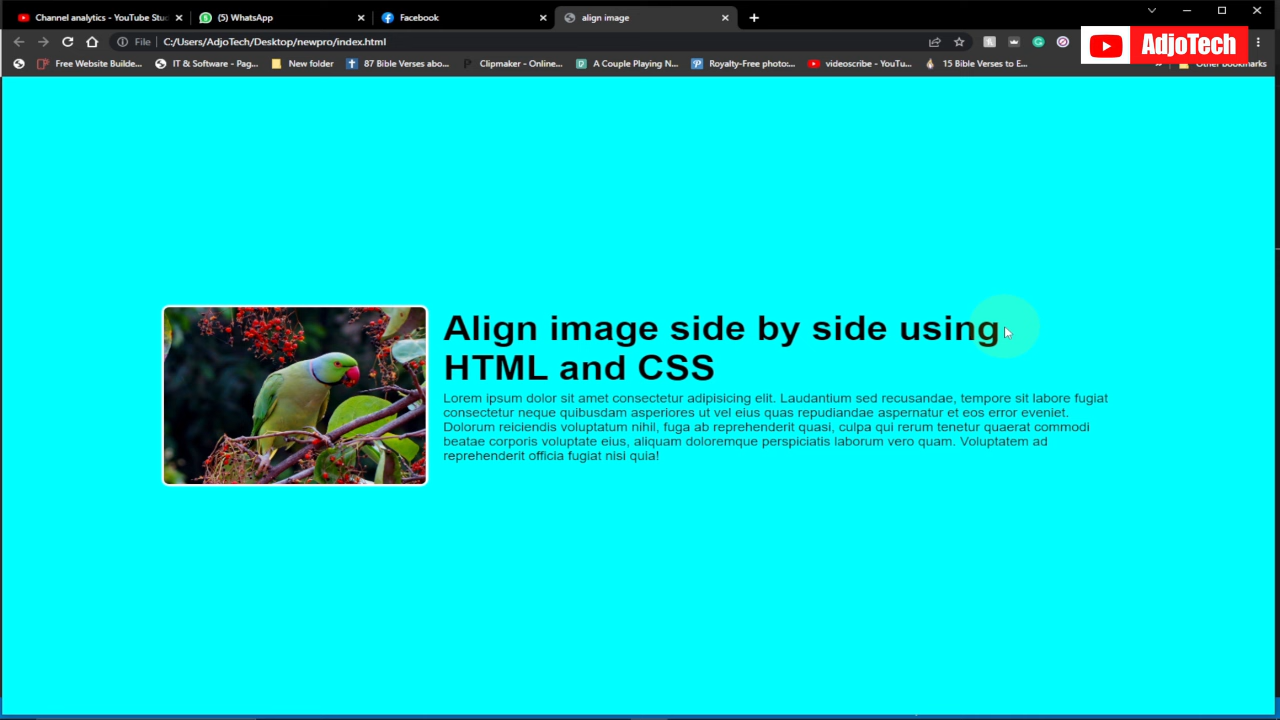 Channel analytics - YouTube Stu
(5) WhatsApp
Facebook
align image
File
C:/Users/AdjoTech/Desktop/newpro/index.html
AdjoTech
Free Website Builde...
IT & Software - Pag...
New folder
87 Bible Verses abo...
Clipmaker - Online...
A Couple Playing N...
Royalty-Free photo:...
videoscribe - YouTu...
15 Bible Verses to E...
»
Other Bookmarks
Align image side by side using
HTML and CSS
Lorem ipsum dolor sit amet consectetur adipisicing elit. Laudantium sed recusandae, tempore sit labore fugiat
consectetur neque quibusdam asperiores ut vel eius quas repudiandae aspernatur et eos error eveniet.
Dolorum reiciendis voluptatum nihil, fuga ab reprehenderit quasi, culpa qui rerum tenetur quaerat commodi
beatae corporis voluptate eius, aliquam doloremque perspiciatis laborum vero quam. Voluptatem ad
reprehenderit officia fugiat nisi quia!